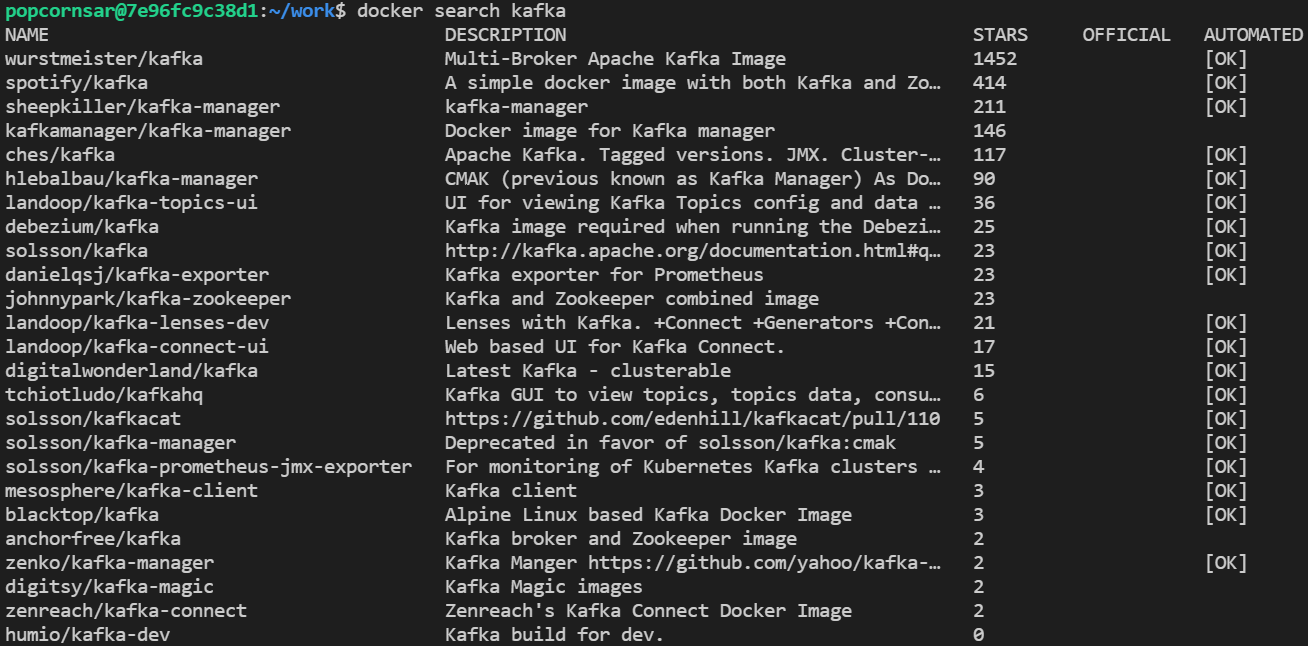 popcornsar@7e96fc9c38d1:~/work$ docker search kafka
NAME DESCRIPTION STARS OFFICIAL AUTOMATED
wurstmeister/kafka Multi-Broker Apache Kafka Image 1452 [OK]
spotify/kafka A simple docker image with both Kafka and Zo… 414 [OK]
sheepkiller/kafka-manager kafka-manager 211 [OK]
kafkamanager/kafka-manager Docker image for Kafka manager 146
ches/kafka Apache Kafka. Tagged versions. JMX. Cluster-… 117 [OK]
hlebalbau/kafka-manager CMAK (previous known as Kafka Manager) As Do… 90 [OK]
landoop/kafka-topics-ui UI for viewing Kafka Topics config and data … 36 [OK]
debezium/kafka Kafka image required when running the Debezi… 25 [OK]
solsson/kafka http://kafka.apache.org/documentation.html#q… 23 [OK]
danielqsj/kafka-exporter Kafka exporter for Prometheus 23 [OK]
johnnypark/kafka-zookeeper Kafka and Zookeeper combined image 23
landoop/kafka-lenses-dev Lenses with Kafka. +Connect +Generators +Con… 21 [OK]
landoop/kafka-connect-ui Web based UI for Kafka Connect. 17 [OK]
digitalwonderland/kafka Latest Kafka - clusterable 15 [OK]
tchiotludo/kafkahq Kafka GUI to view topics, topics data, consu… 6 [OK]
solsson/kafkacat https://github.com/edenhill/kafkacat/pull/110 5 [OK]
solsson/kafka-manager Deprecated in favor of solsson/kafka:cmak 5 [OK]
solsson/kafka-prometheus-jmx-exporter For monitoring of Kubernetes Kafka clusters … 4 [OK]
mesosphere/kafka-client Kafka client 3 [OK]
blacktop/kafka Alpine Linux based Kafka Docker Image 3 [OK]
anchorfree/kafka Kafka broker and Zookeeper image 2
zenko/kafka-manager Kafka Manger https://github.com/yahoo/kafka-… 2 [OK]
digitsy/kafka-magic Kafka Magic images 2
zenreach/kafka-connect Zenreach's Kafka Connect Docker Image 2
humio/kafka-dev Kafka build for dev. 0